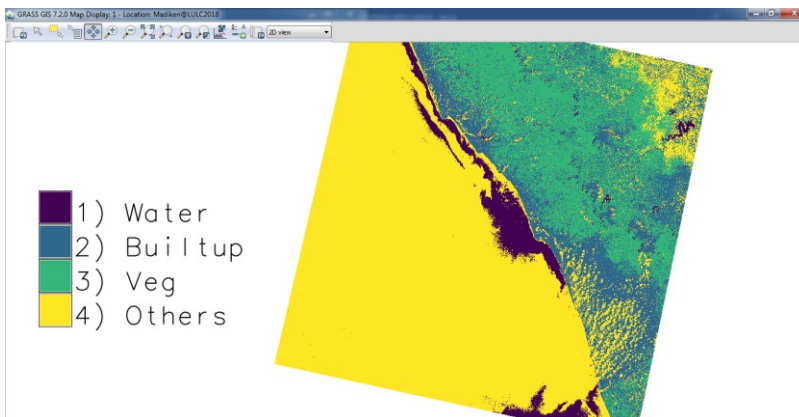 GRASS GIS 7.2.0 Map Display: 1 - Location: Madikeri@LULC2018
2D view
1) Water
2) Builtup
3) Veg
4) Others